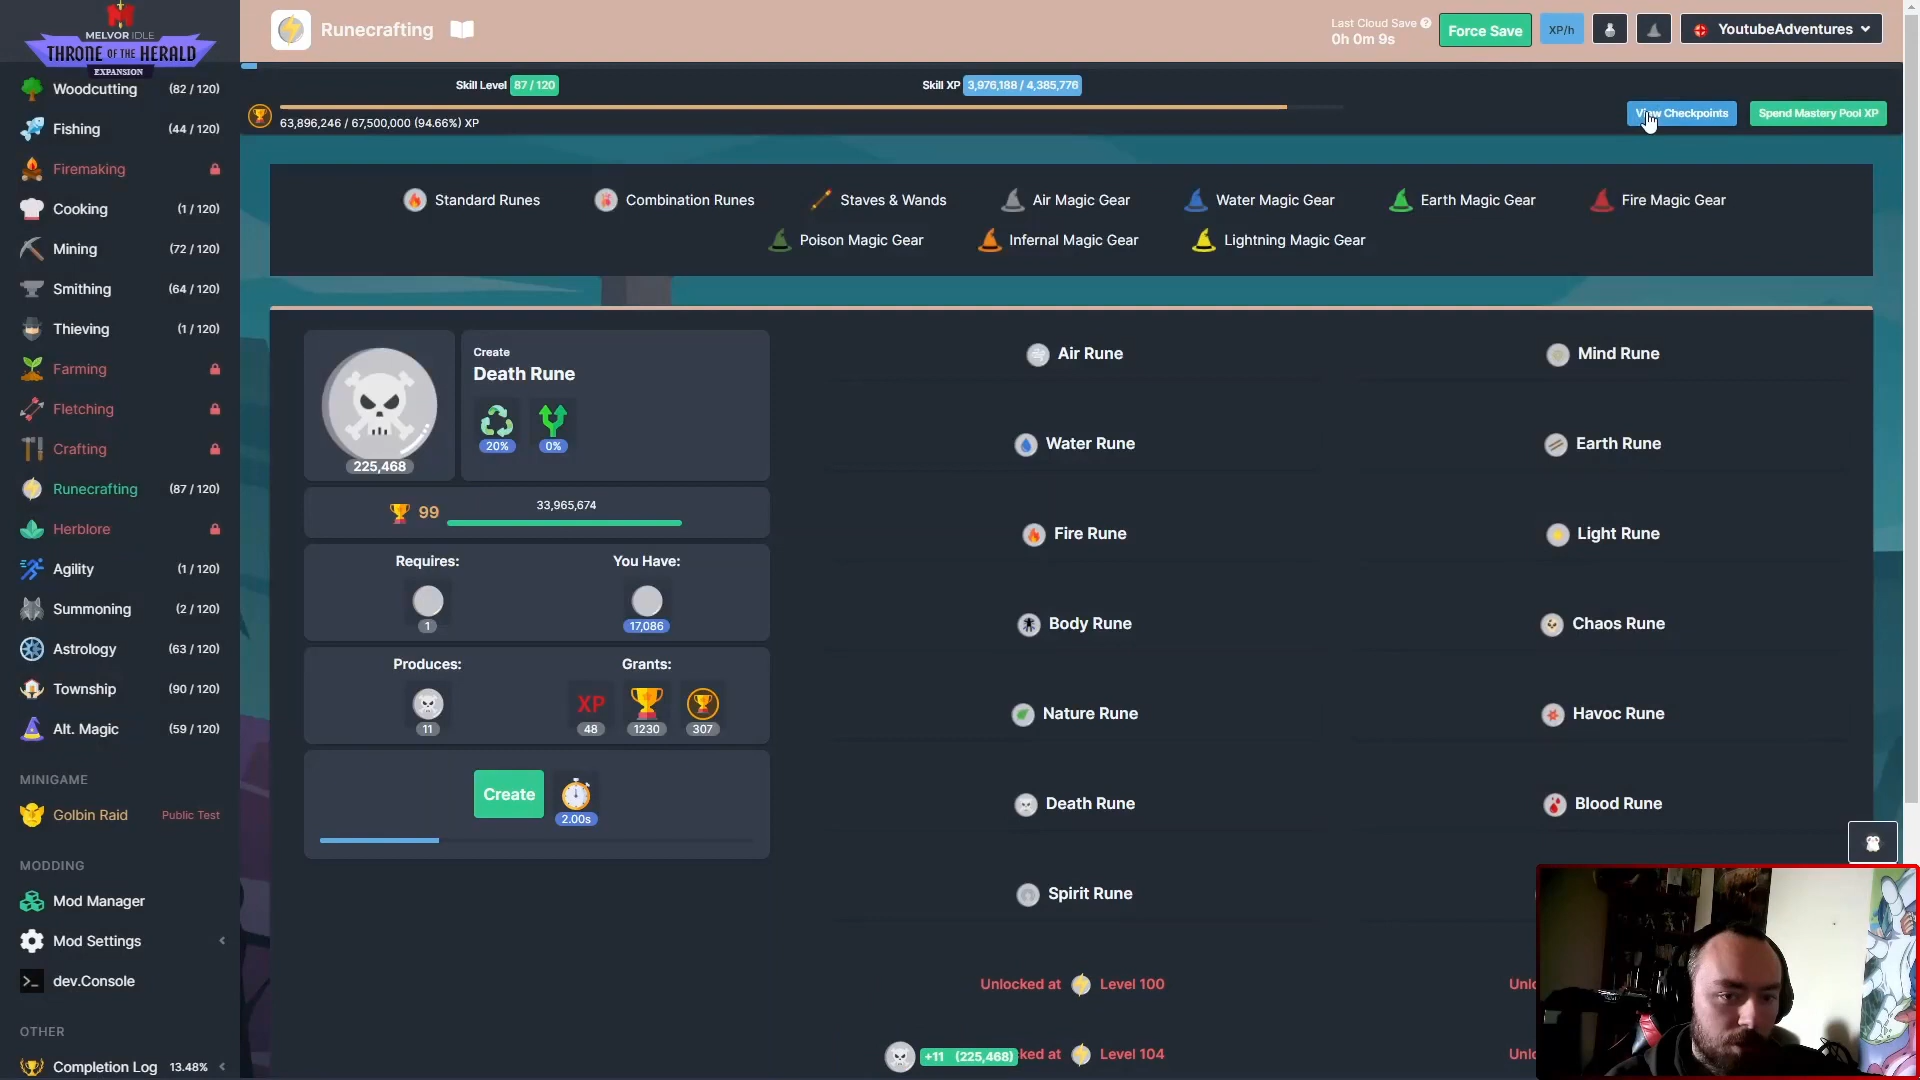 MELVOR IDLE
THRONE OF THE HERALD
EXPANSION
Runecrafting
Last Cloud Save
0h 0m 9s
Force Save
XP/h
YoutubeAdventures
Skill Level 87 / 120
Skill XP 3,976,188 / 4,385,776
63,896,246 / 67,500,000 (94.66%) XP
View Checkpoints
Spend Mastery Pool XP
Woodcutting (82 / 120)
Fishing (44 / 120)
Firemaking
Cooking (1 / 120)
Mining (72 / 120)
Smithing (64 / 120)
Thieving (1 / 120)
Farming
Fletching
Crafting
Runecrafting (87 / 120)
Herblore
Agility (1 / 120)
Summoning (2 / 120)
Astrology (63 / 120)
Township (90 / 120)
Alt. Magic (59 / 120)
MINIGAME
Golbin Raid Public Test
MODDING
Mod Manager
Mod Settings
dev.Console
OTHER
Completion Log 13.48%
Standard Runes
Combination Runes
Staves & Wands
Air Magic Gear
Water Magic Gear
Earth Magic Gear
Fire Magic Gear
Poison Magic Gear
Infernal Magic Gear
Lightning Magic Gear
225,468
Create
Death Rune
20%
0%
99
33,965,674
Requires:
You Have:
1
17,086
Produces:
Grants:
11
XP
48
1230
307
Create
2.00s
Air Rune
Mind Rune
Water Rune
Earth Rune
Fire Rune
Light Rune
Body Rune
Chaos Rune
Nature Rune
Havoc Rune
Death Rune
Blood Rune
Spirit Rune
Unlocked at Level 100
+11 (225,468)
ked at Level 104